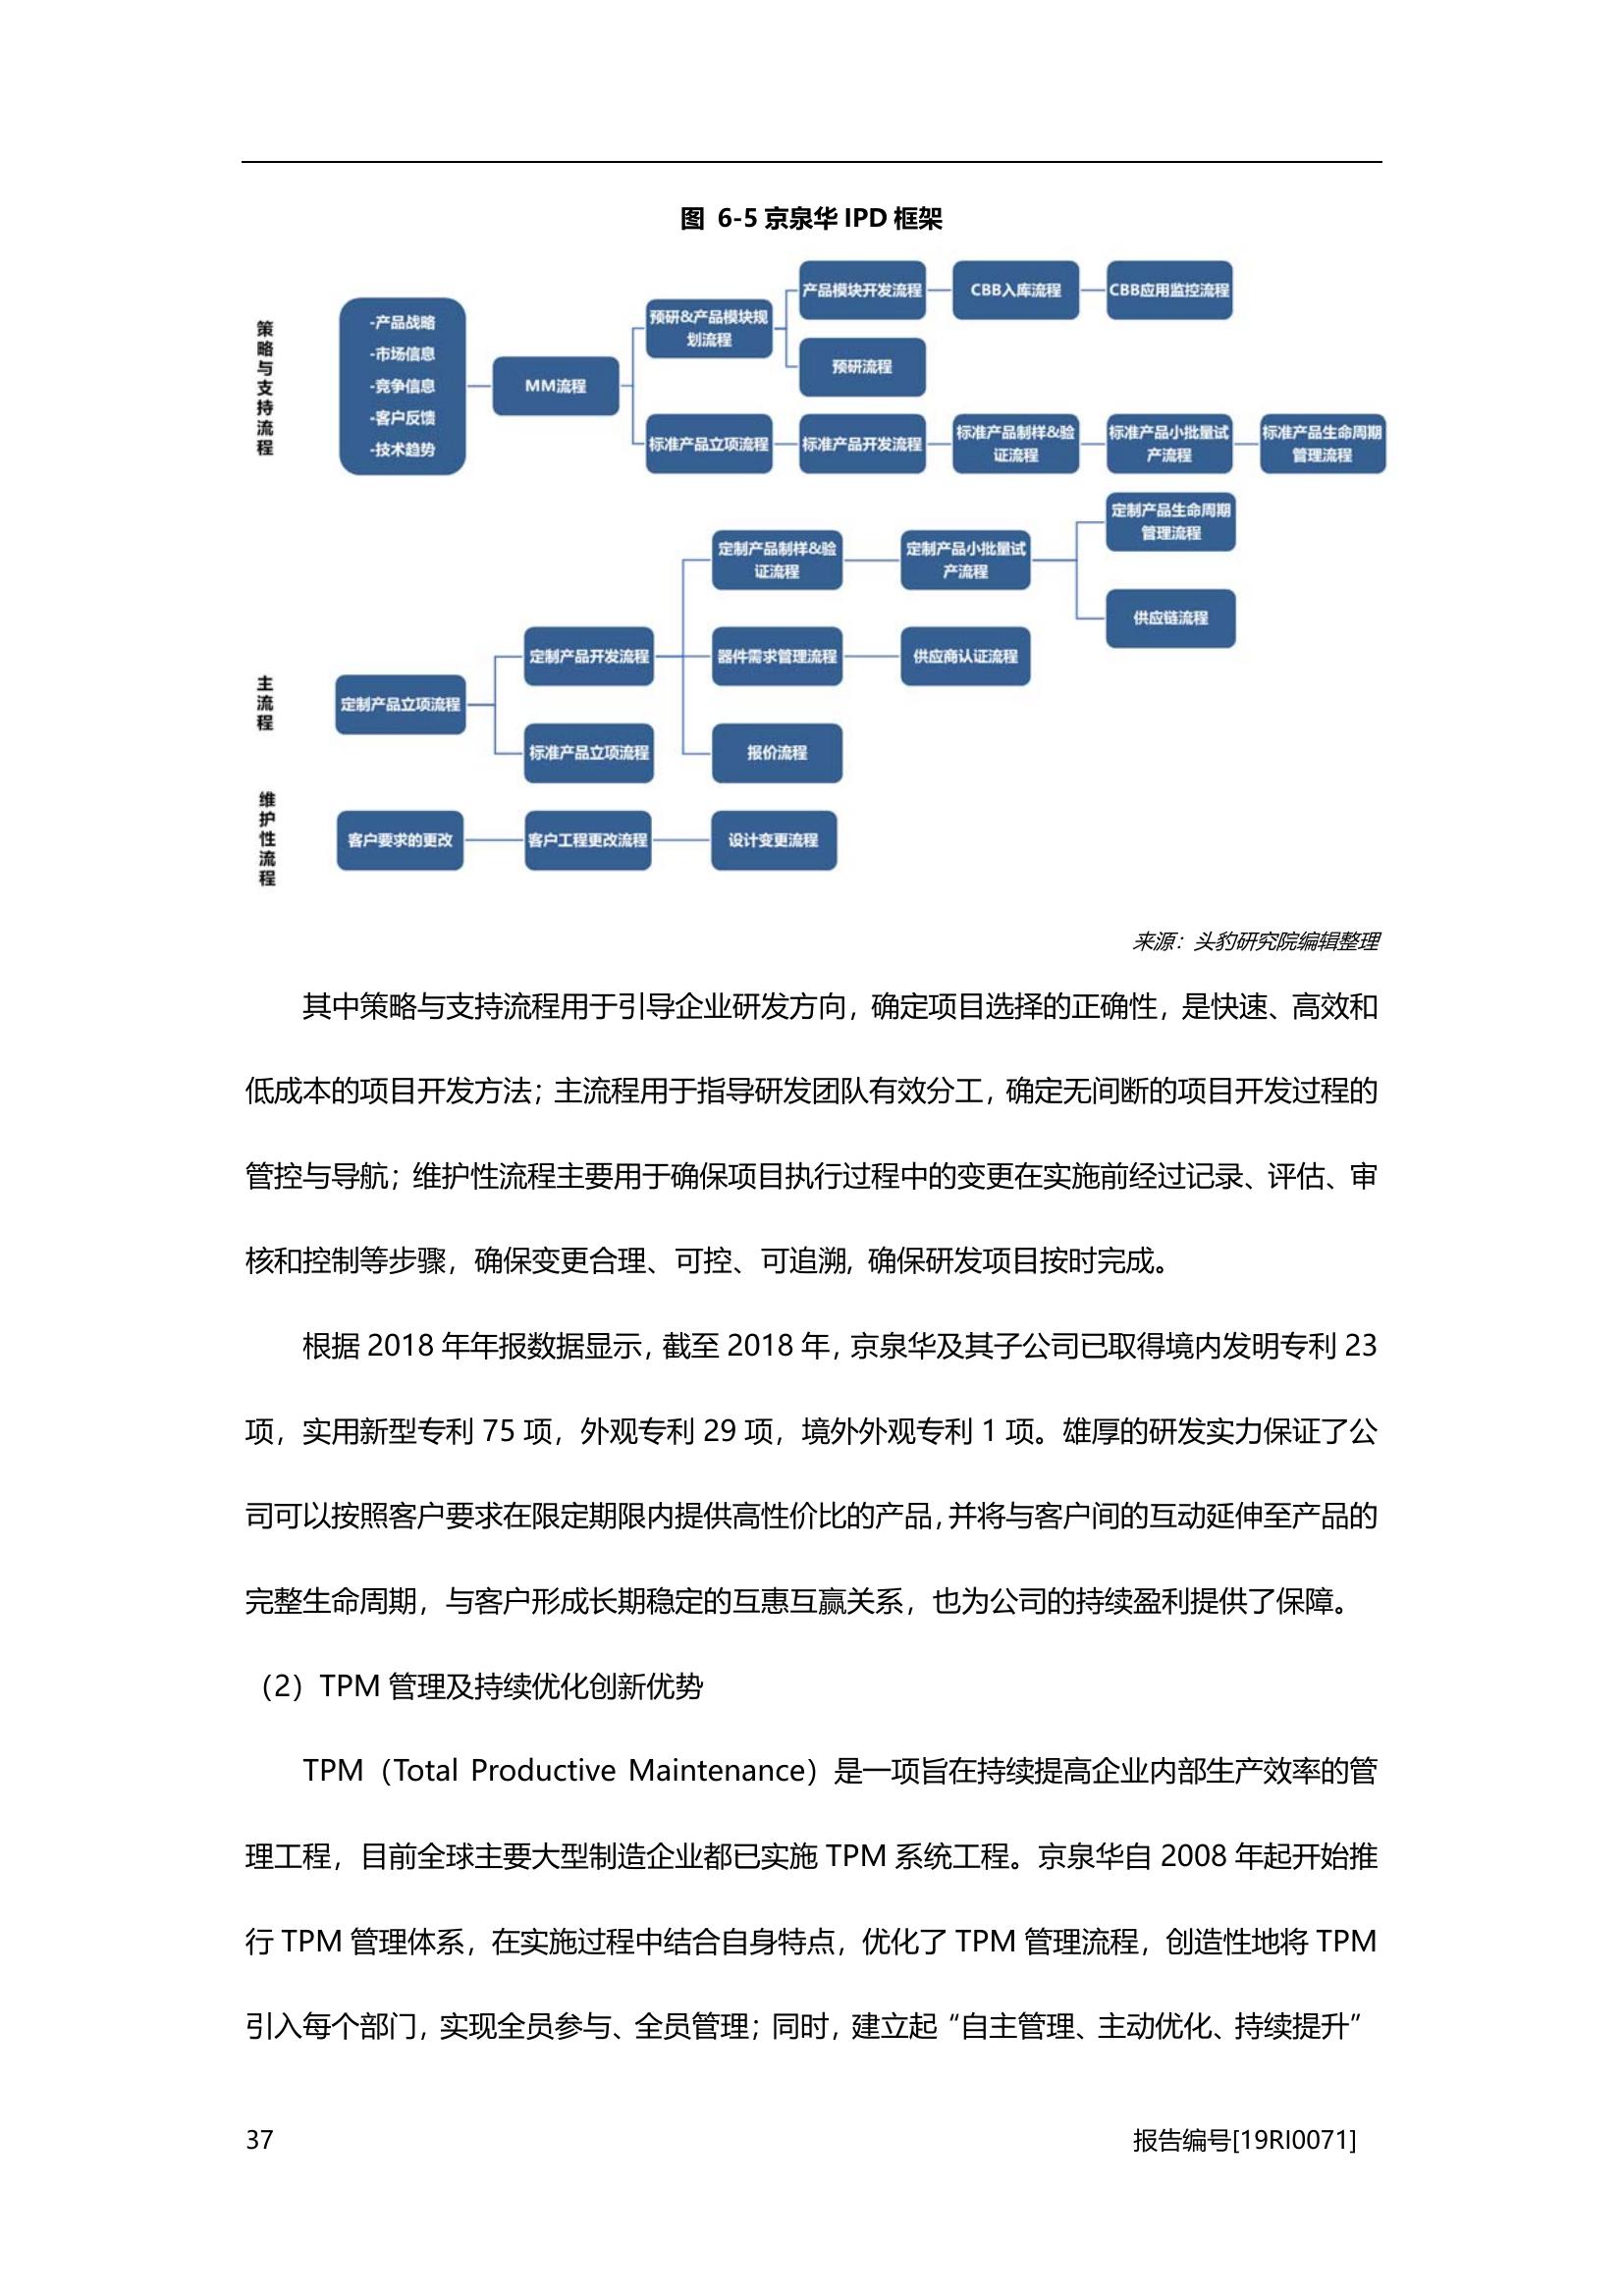 图 6-5 京泉华 IPD 框架
策略与支持流程
-产品战略
-市场信息
-竞争信息
-客户反馈
-技术趋势
MM流程
预研&产品模块规
划流程
产品模块开发流程
CBB入库流程
CBB应用监控流程
预研流程
标准产品立项流程
标准产品开发流程
标准产品制样&验
证流程
标准产品小批量试
产流程
标准产品生命周期
管理流程
主流程
定制产品立项流程
定制产品开发流程
标准产品立项流程
定制产品制样&验
证流程
定制产品小批量试
产流程
定制产品生命周期
管理流程
供应链流程
器件需求管理流程
供应商认证流程
报价流程
维护性流程
客户要求的更改
客户工程更改流程
设计变更流程
来源：头豹研究院编辑整理
其中策略与支持流程用于引导企业研发方向，确定项目选择的正确性，是快速、高效和
低成本的项目开发方法；主流程用于指导研发团队有效分工，确定无间断的项目开发过程的
管控与导航；维护性流程主要用于确保项目执行过程中的变更在实施前经过记录、评估、审
核和控制等步骤，确保变更合理、可控、可追溯，确保研发项目按时完成。
根据 2018 年年报数据显示，截至 2018 年，京泉华及其子公司已取得境内发明专利 23
项，实用新型专利 75 项，外观专利 29 项，境外外观专利 1 项。雄厚的研发实力保证了公
司可以按照客户要求在限定期限内提供高性价比的产品，并将与客户间的互动延伸至产品的
完整生命周期，与客户形成长期稳定的互惠互赢关系，也为公司的持续盈利提供了保障。
（2）TPM 管理及持续优化创新优势
TPM（Total Productive Maintenance）是一项旨在持续提高企业内部生产效率的管
理工程，目前全球主要大型制造企业都已实施 TPM 系统工程。京泉华自 2008 年起开始推
行 TPM 管理体系，在实施过程中结合自身特点，优化了 TPM 管理流程，创造性地将 TPM
引入每个部门，实现全员参与、全员管理；同时，建立起“自主管理、主动优化、持续提升”
37
报告编号[19RI0071]